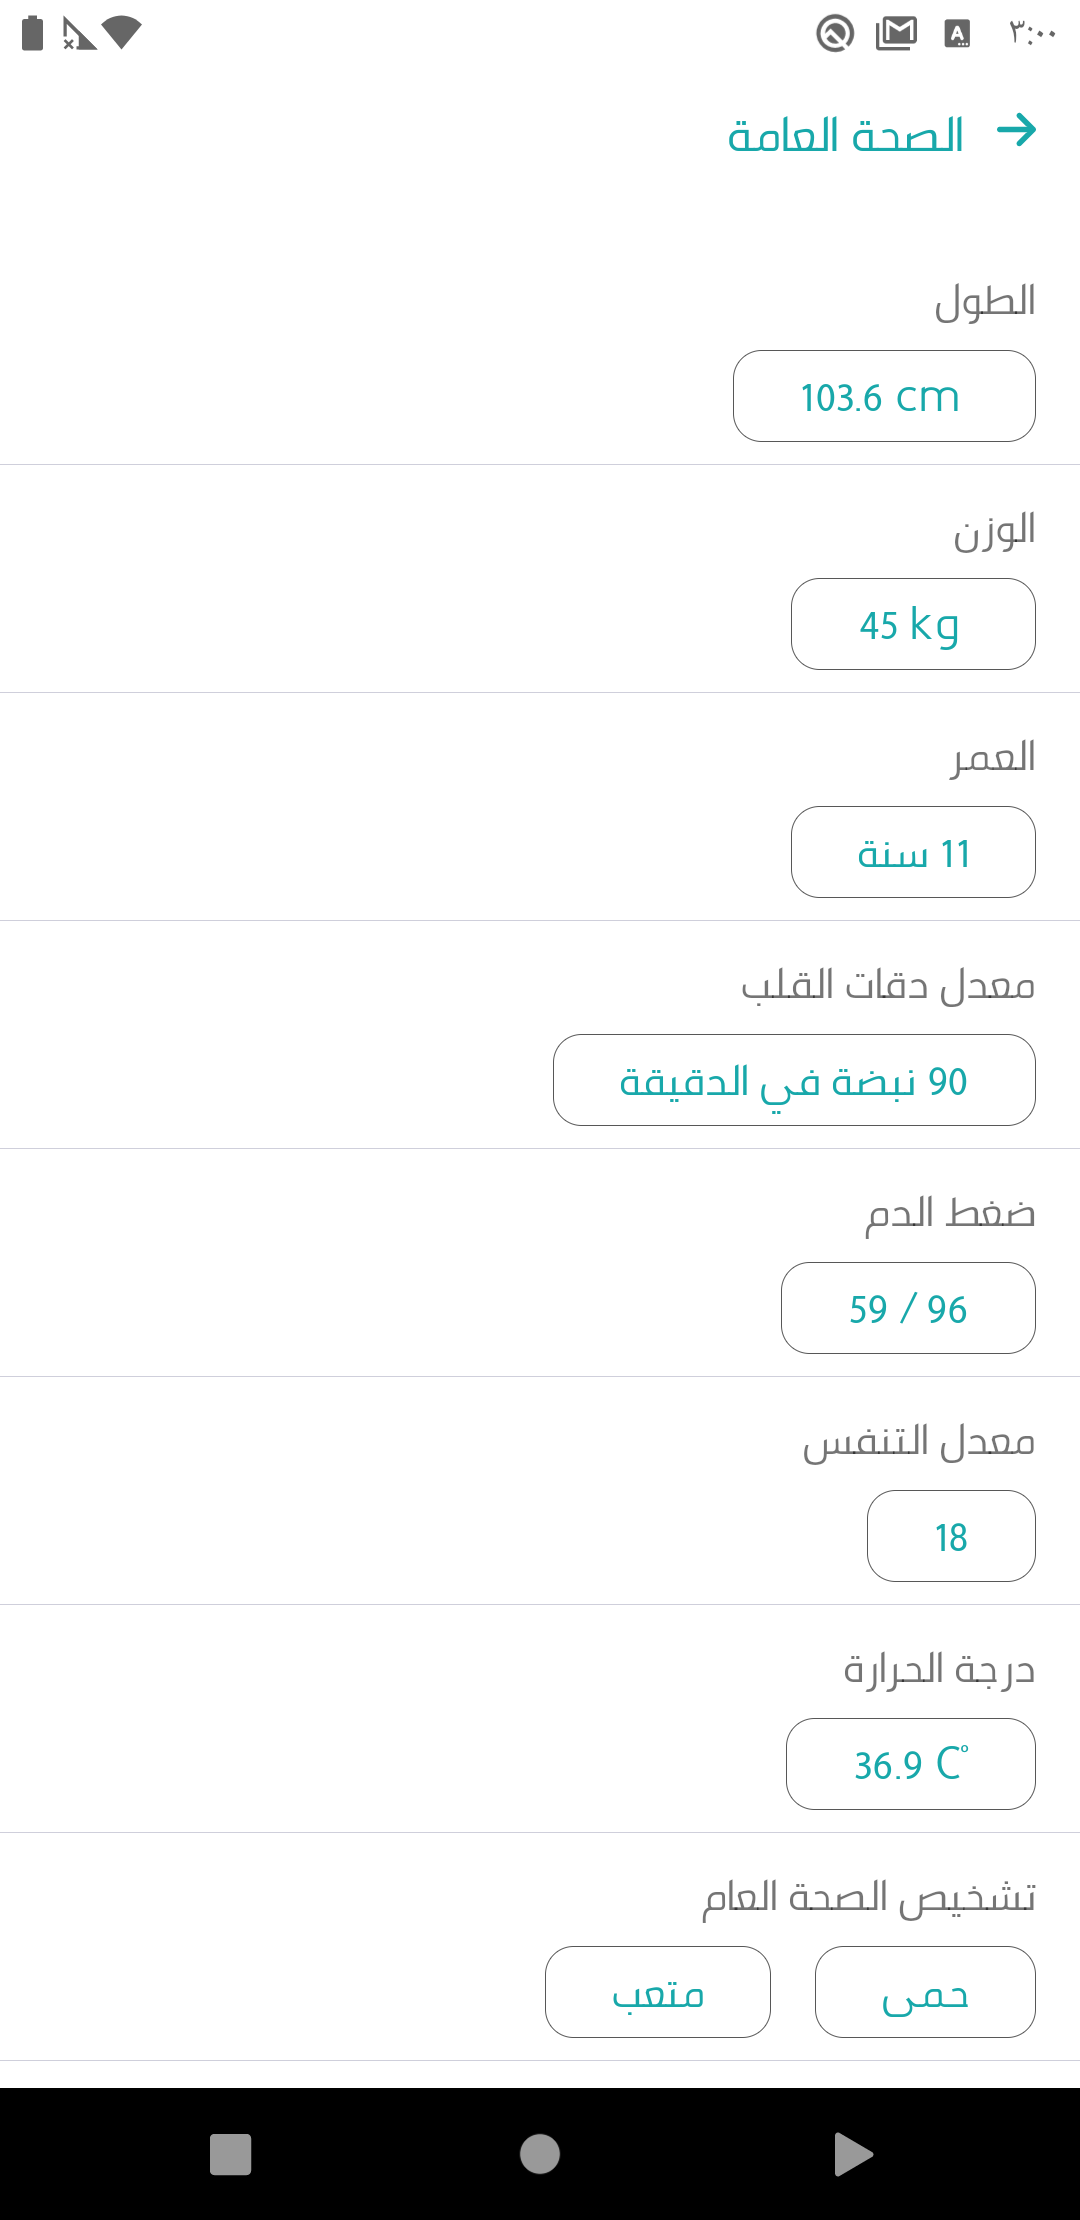 ٣:٠٠
الصحة العامة
الطول
103.6 cm
الوزن
45 kg
العمر
11 سنة
معدل دقات القلب
90 نبضة في الدقيقة
ضغط الدم
59 / 96
معدل التنفس
18
درجة الحرارة
36.9 C°
تشخيص الصحة العام
حمى متعب